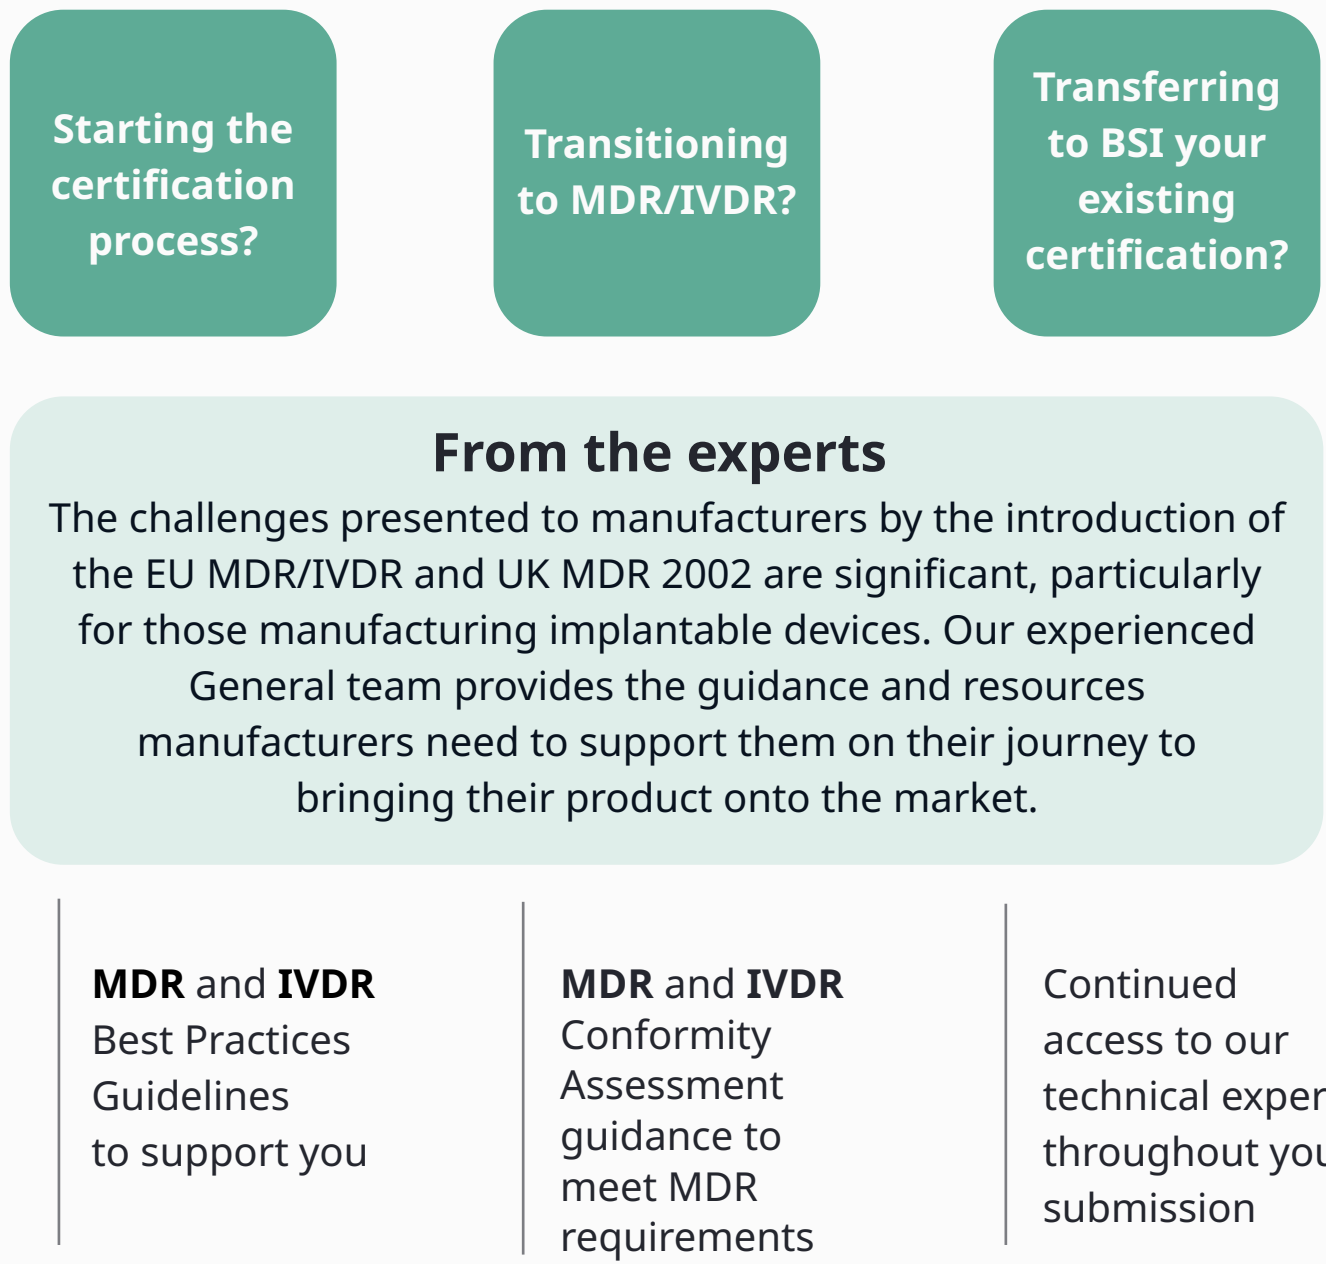 Starting the
certification
process?
Transitioning
to MDR/IVDR?
Transferring
to BSI your
existing
certification?
From the experts
The challenges presented to manufacturers by the introduction of
the EU MDR/IVDR and UK MDR 2002 are significant, particularly
for those manufacturing implantable devices. Our experienced
General team provides the guidance and resources
manufacturers need to support them on their journey to
bringing their product onto the market.
MDR and IVDR
Best Practices
Guidelines
to support you
MDR and IVDR
Conformity
Assessment
guidance to
meet MDR
requirements
Continued
access to our
technical
throughout
submission